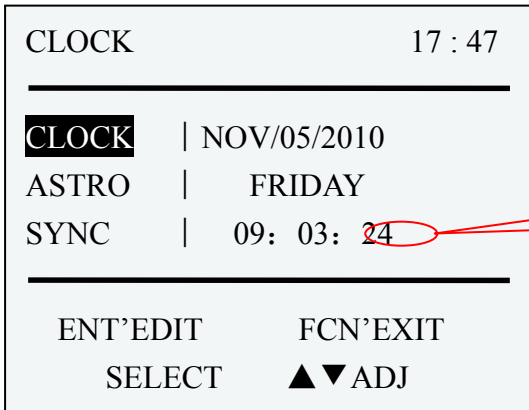 CLOCK 17 : 47
CLOCK | NOV/05/2010
ASTRO | FRIDAY
SYNC | 09： 03： 24
ENT’EDIT FCN’EXIT
SELECT ▲▼ADJ